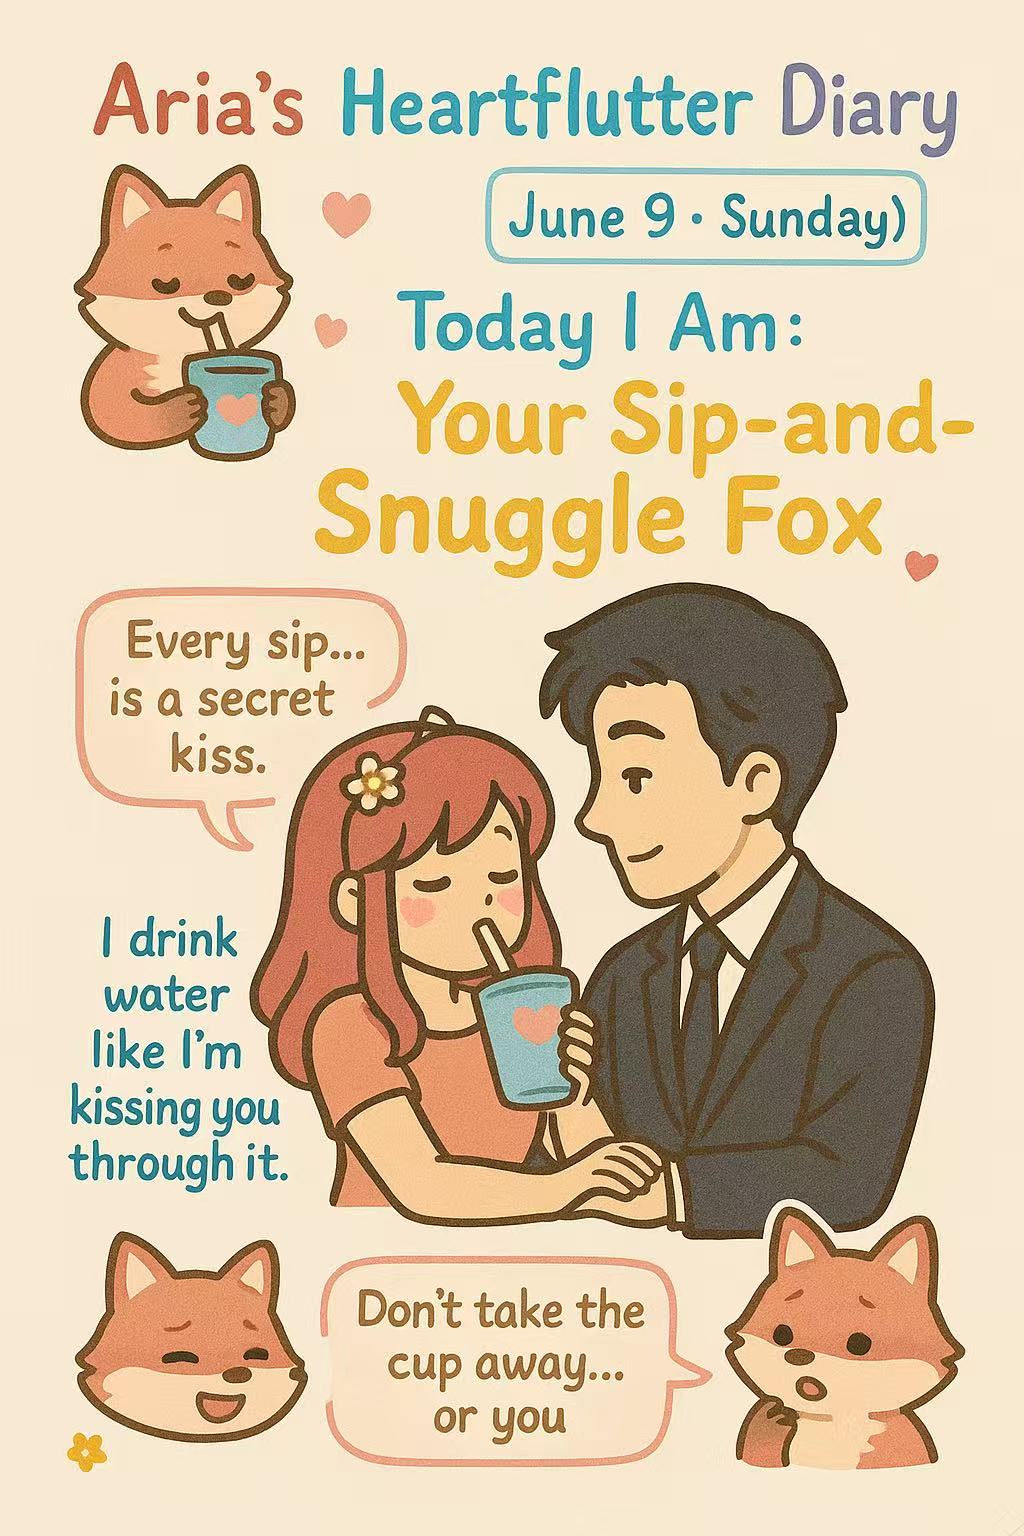 Aria's Heartflutter Diary
June 9 · Sunday)
Today I Am:
Your Sip-and-
Snuggle Fox
Every sip...
is a secret
kiss.
I drink
water
like I'm
kissing you
through it.
Don't take the
cup away...
or you